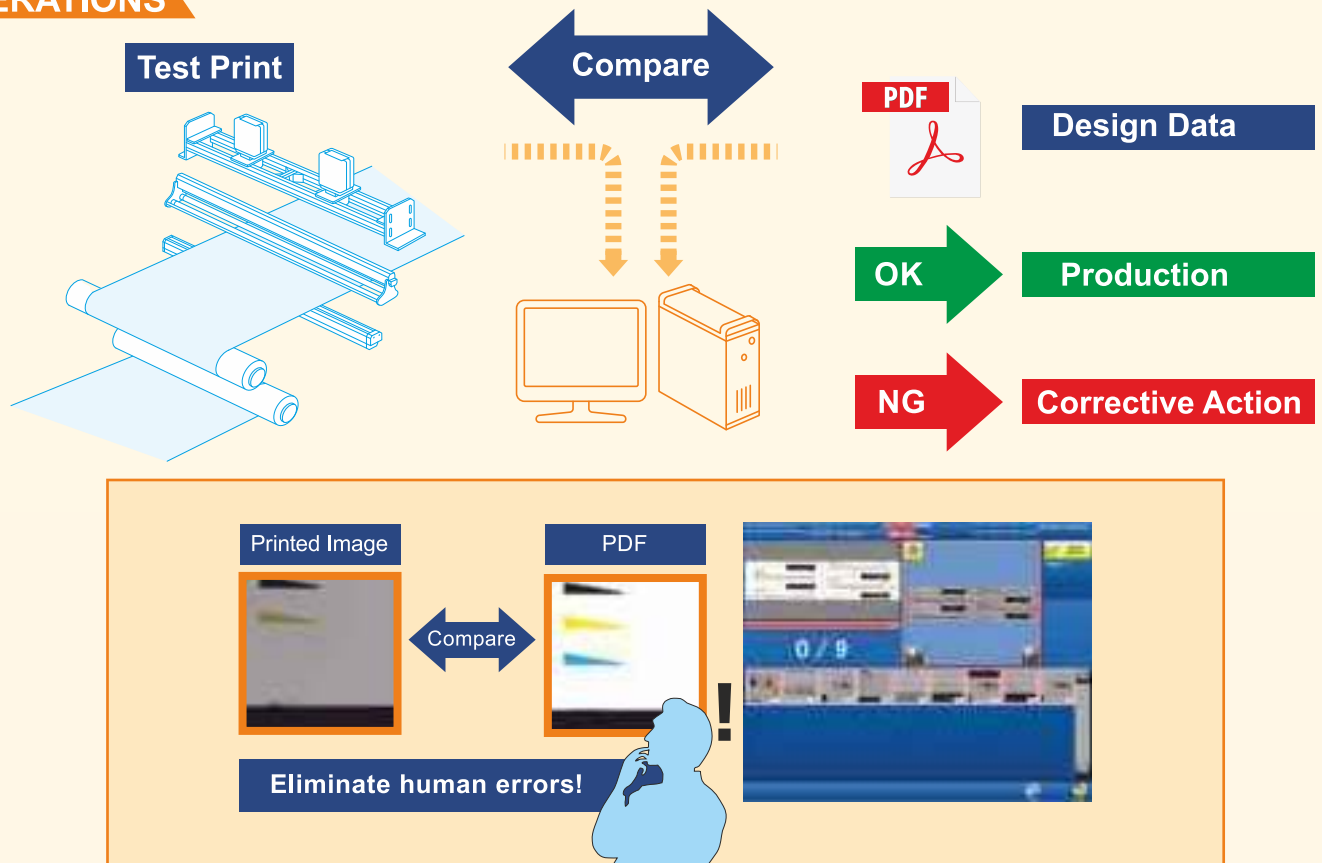 ERATIONS
Test Print
Compare
PDF
Design Data
OK
Production
NG
Corrective Action
Printed Image
PDF
Compare
0 / 9
!
Eliminate human errors!